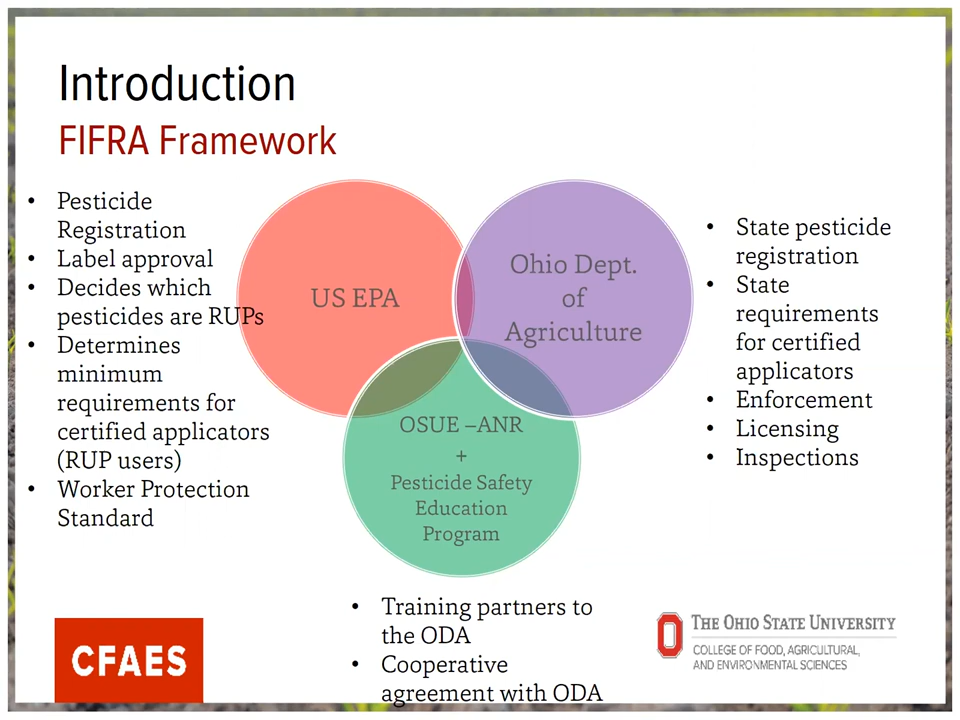 Introduction
FIFRA Framework
• Pesticide
Registration
• Label approval
• Decides which
pesticides are RUPs
• Determines
minimum
requirements for
certified applicators
(RUP users)
• Worker Protection
Standard
US EPA
Ohio Dept.
of
Agriculture
OSUE –ANR
+
Pesticide Safety
Education
Program
• State pesticide
registration
• State
requirements
for certified
applicators
• Enforcement
• Licensing
• Inspections
• Training partners to
the ODA
• Cooperative
agreement with ODA
CFAES
THE OHIO STATE UNIVERSITY
COLLEGE OF FOOD, AGRICULTURAL,
AND ENVIRONMENTAL SCIENCES